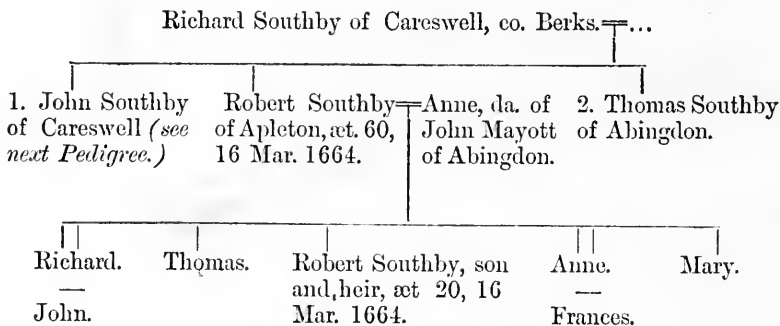 Richard Southby of Careswell, co. Berks.=...
1. John Southby of Careswell (see next Pedigree.)
Robert Southby=Anne, da. of
of Apleton, æt. 60, John Mayott
16 Mar. 1664. of Abingdon.
2. Thomas Southby
of Abingdon.
Richard.
—
John.
Thomas.
Robert Southby, son
and heir, æt 20, 16
Mar. 1664.
Anne.
—
Frances.
Mary.